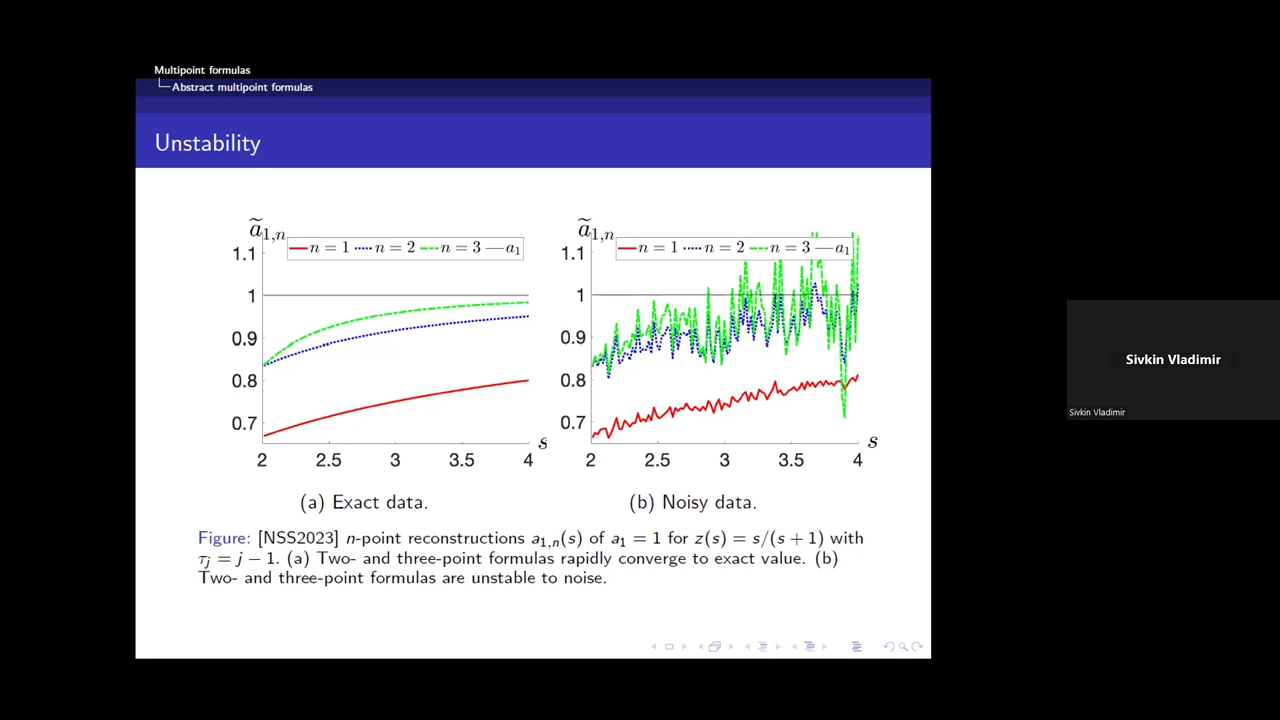 Multipoint formulas
Abstract multipoint formulas
Unstability
ã1,n
n = 1 n = 2 n = 3 a1
1.1
1
0.9
0.8
0.7
2 2.5 3 3.5 4
s
(a) Exact data.
ã1,n
n = 1 n = 2 n = 3 a1
1.1
1
0.9
0.8
0.7
2 2.5 3 3.5 4
s
(b) Noisy data.
Figure: [NSS2023] n-point reconstructions a1,n(s) of a1 = 1 for z(s) = s/(s + 1) with
τj = j − 1. (a) Two- and three-point formulas rapidly converge to exact value. (b)
Two- and three-point formulas are unstable to noise.
Sivkin Vladimir
Sivkin Vladimir